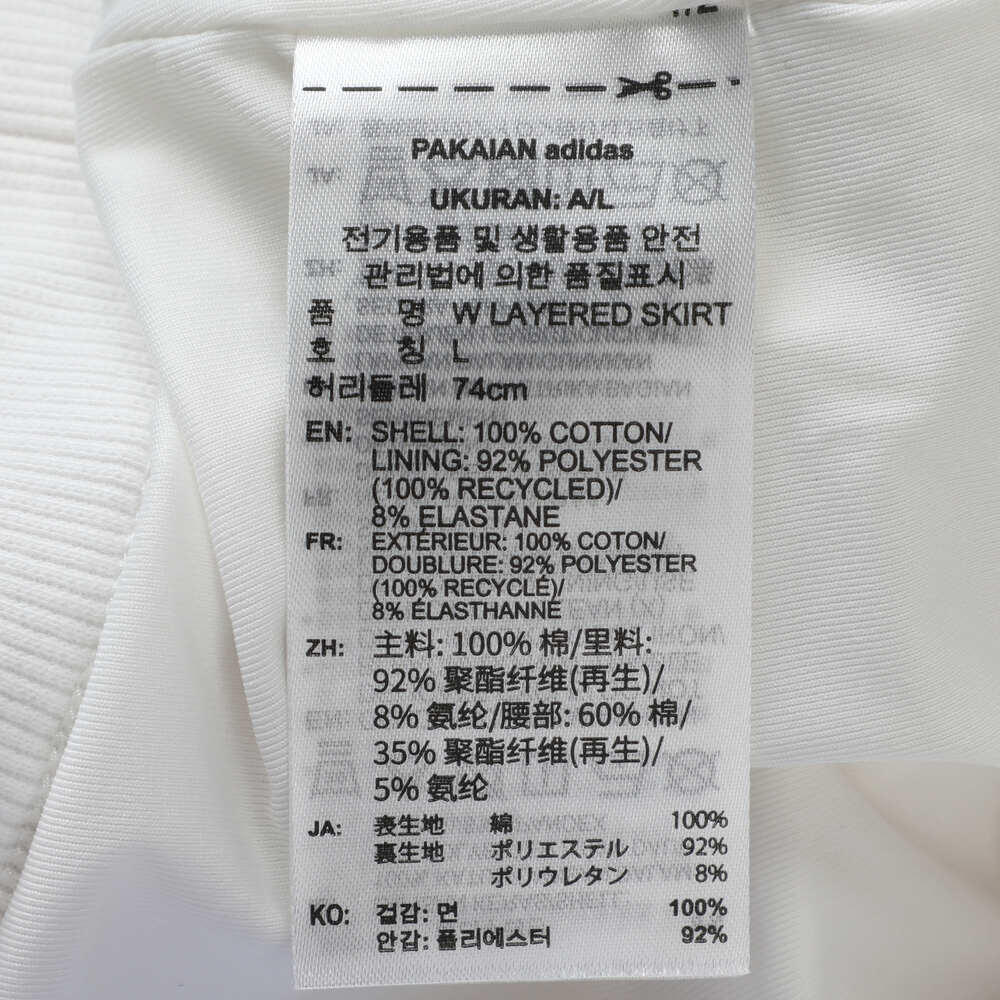 PAKAIAN adidas
UKURAN: A/L
전기용품 및 생활용품 안전
관리법에 의한 품질표시
품 명 W LAYERED SKIRT
호 칭 L
허리둘레 74cm
EN: SHELL: 100% COTTON/
LINING: 92% POLYESTER
(100% RECYCLED)/
8% ELASTANE
FR: EXTÉRIEUR: 100% COTON/
DOUBLURE: 92% POLYESTER
(100% RECYCLÉ)/
8% ÉLASTHANNE
ZH: 主料: 100% 棉/里料:
92% 聚酯纤维(再生)/
8% 氨纶/腰部: 60% 棉/
35% 聚酯纤维(再生)/
5% 氨纶
JA: 表生地 綿 100%
裏生地 ポリエステル 92%
ポリウレタン 8%
KO: 겉감: 면 100%
안감: 폴리에스터 92%